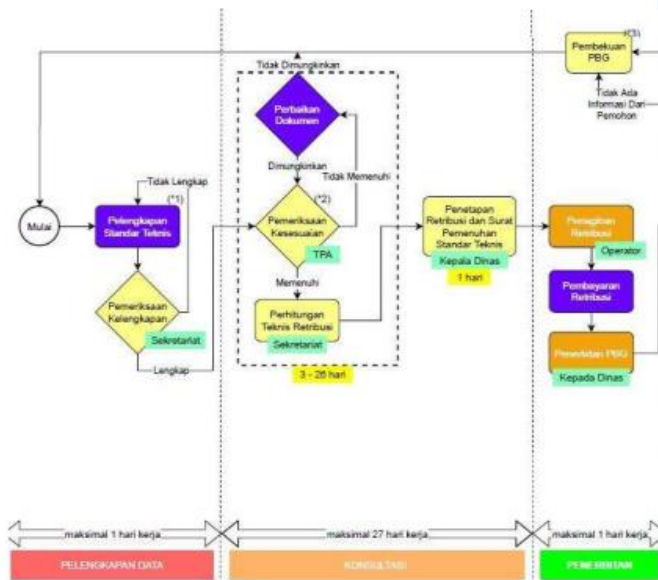 Tidak Dimungkinkan
Pembekuan
PBG
(*3)
Tidak Ada
Informasi Dari
Pemohon
Perbaikan
Dokumen
Dimungkinkan
Tidak Memenuhi
Tidak Lengkap
(*1)
Mulai
Pelengkapan
Standar Teknis
(*2)
Pemeriksaan
Kesesuaian
TPA
Penetapan
Retribusi dan Surat
Pemenuhan
Standar Teknis
Kepala Dinas
1 hari
Penagihan
Retribusi
Operator
Memenuhi
Pembayaran
Retribusi
Pemeriksaan
Kelengkapan
Sekretariat
Perhitungan
Teknis Retribusi
Sekretariat
Penerbitan PBG
Kepada Dinas
Lengkap
3 - 26 hari
maksimal 1 hari kerja
maksimal 27 hari kerja
maksimal 1 hari kerja
PELENGKAPAN DATA
KONSULTASI
PENERBITAN